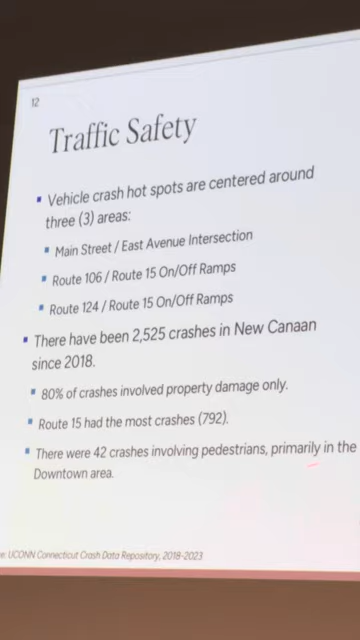 12
Traffic Safety
Vehicle crash hot spots are centered around
three (3) areas:
Main Street / East Avenue Intersection
Route 106 / Route 15 On/Off Ramps
Route 124 / Route 15 On/Off Ramps
There have been 2,525 crashes in New Canaan
since 2018.
80% of crashes involved property damage only.
Route 15 had the most crashes (792).
There were 42 crashes involving pedestrians, primarily in the
Downtown area.
e: UCONN Connecticut Crash Data Repository, 2018-2023